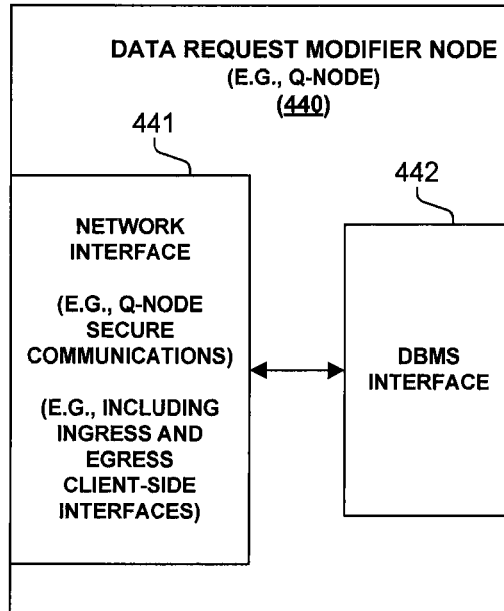 DATA REQUEST MODIFIER NODE
(E.G., Q-NODE)
(440)
441
442
NETWORK
INTERFACE
(E.G., Q-NODE
SECURE
COMMUNICATIONS)
(E.G., INCLUDING
INGRESS AND
EGRESS
CLIENT-SIDE
INTERFACES)
DBMS
INTERFACE